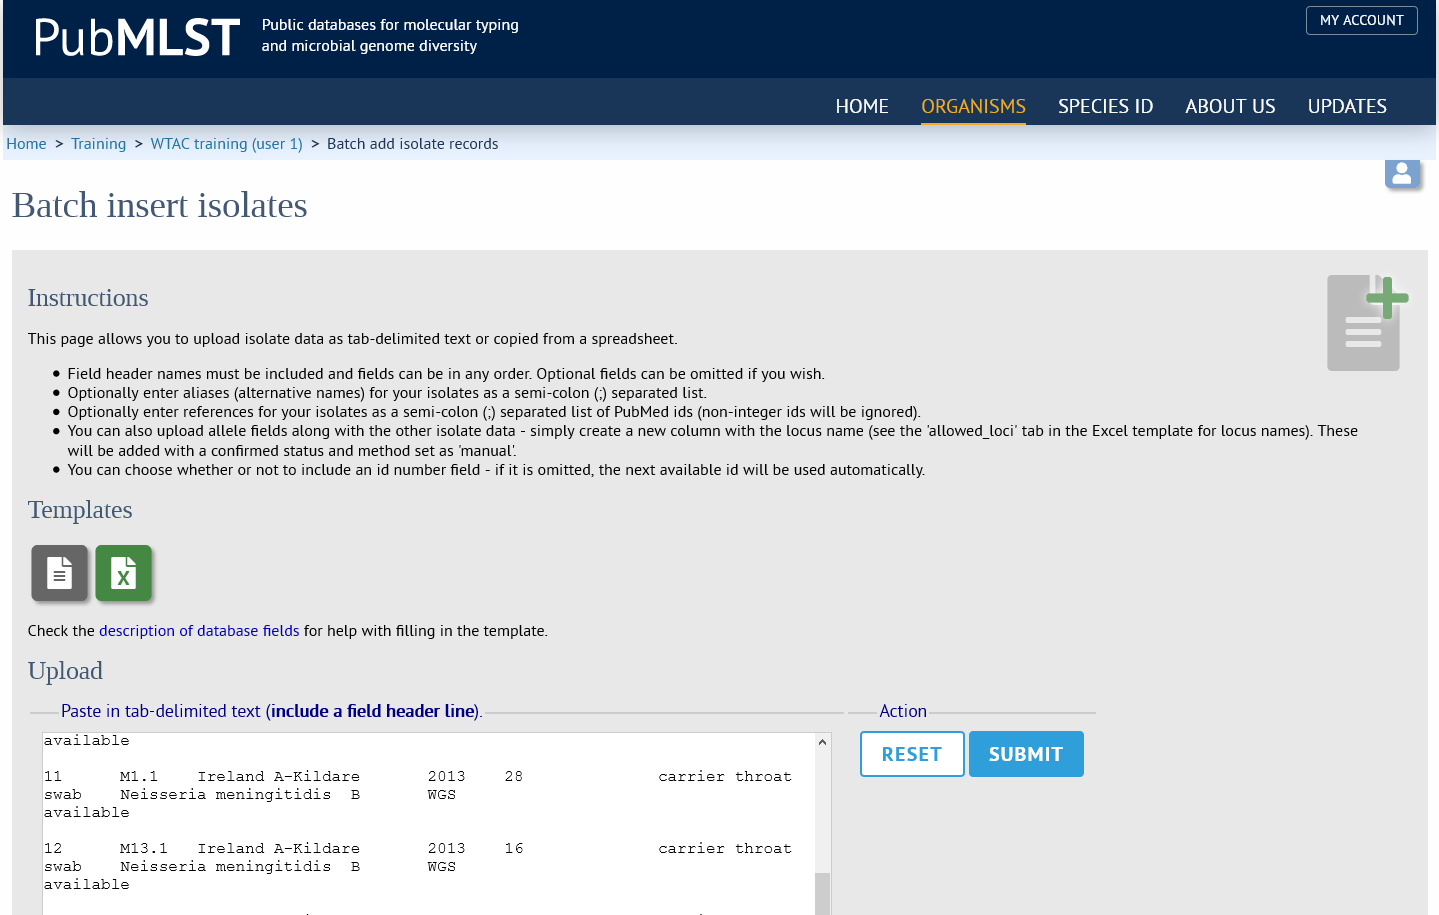 PubMLST
Public databases for molecular typing
and microbial genome diversity
MY ACCOUNT
HOME ORGANISMS SPECIES ID ABOUT US UPDATES
Home > Training > WTAC training (user 1) > Batch add isolate records
Batch insert isolates
Instructions
This page allows you to upload isolate data as tab-delimited text or copied from a spreadsheet.
• Field header names must be included and fields can be in any order. Optional fields can be omitted if you wish.
• Optionally enter aliases (alternative names) for your isolates as a semi-colon (;) separated list.
• Optionally enter references for your isolates as a semi-colon (;) separated list of PubMed ids (non-integer ids will be ignored).
• You can also upload allele fields along with the other isolate data - simply create a new column with the locus name (see the 'allowed_loci' tab in the Excel template for locus names). These
will be added with a confirmed status and method set as 'manual'.
• You can choose whether or not to include an id number field - if it is omitted, the next available id will be used automatically.
Templates
X
Check the description of database fields for help with filling in the template.
Upload
Paste in tab-delimited text (include a field header line).
Action
RESET SUBMIT
available
11 M1.1 Ireland A-Kildare 2013 28 carrier throat
swab Neisseria meningitidis B WGS
available
12 M13.1 Ireland A-Kildare 2013 16 carrier throat
swab Neisseria meningitidis B WGS
available